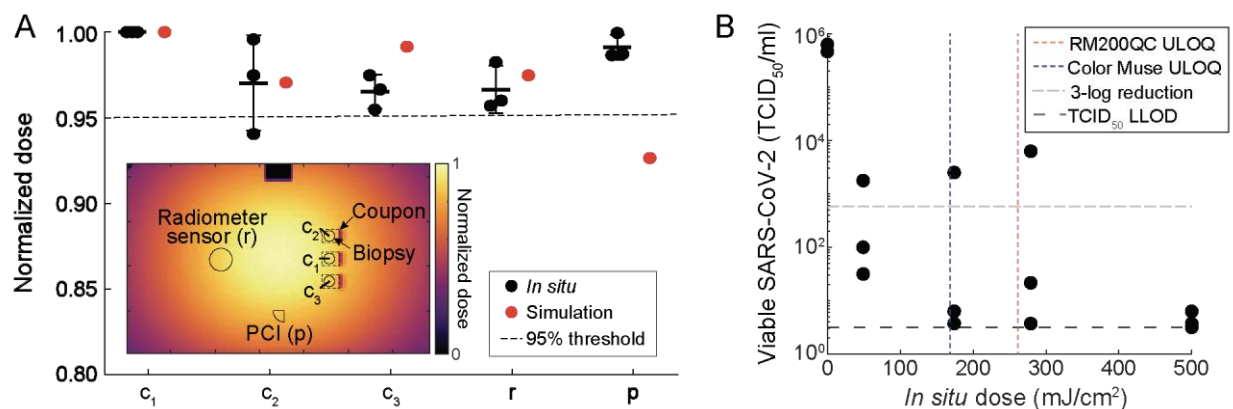 A
Normalized dose
1.00
0.95
0.90
0.85
0.80
c1
c2
c3
r
p
Radiometer
sensor (r)
C2
C1
C3
Coupon
Biopsy
PCI (p)
1
0
Normalized dose
In situ
Simulation
95% threshold
B
Viable SARS-CoV-2 (TCID50/ml)
10^6
10^4
10^2
10^0
0
100
200
300
400
500
In situ dose (mJ/cm²)
RM200QC ULOQ
Color Muse ULOQ
3-log reduction
TCID50 LLOD